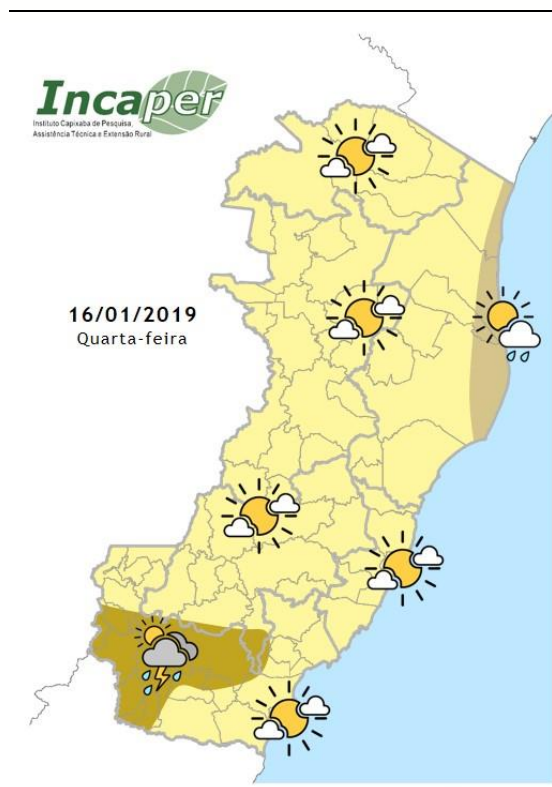 Incaper
Instituto Capixaba de Pesquisa,
Assistência Técnica e Extensão Rural
16/01/2019
Quarta-feira